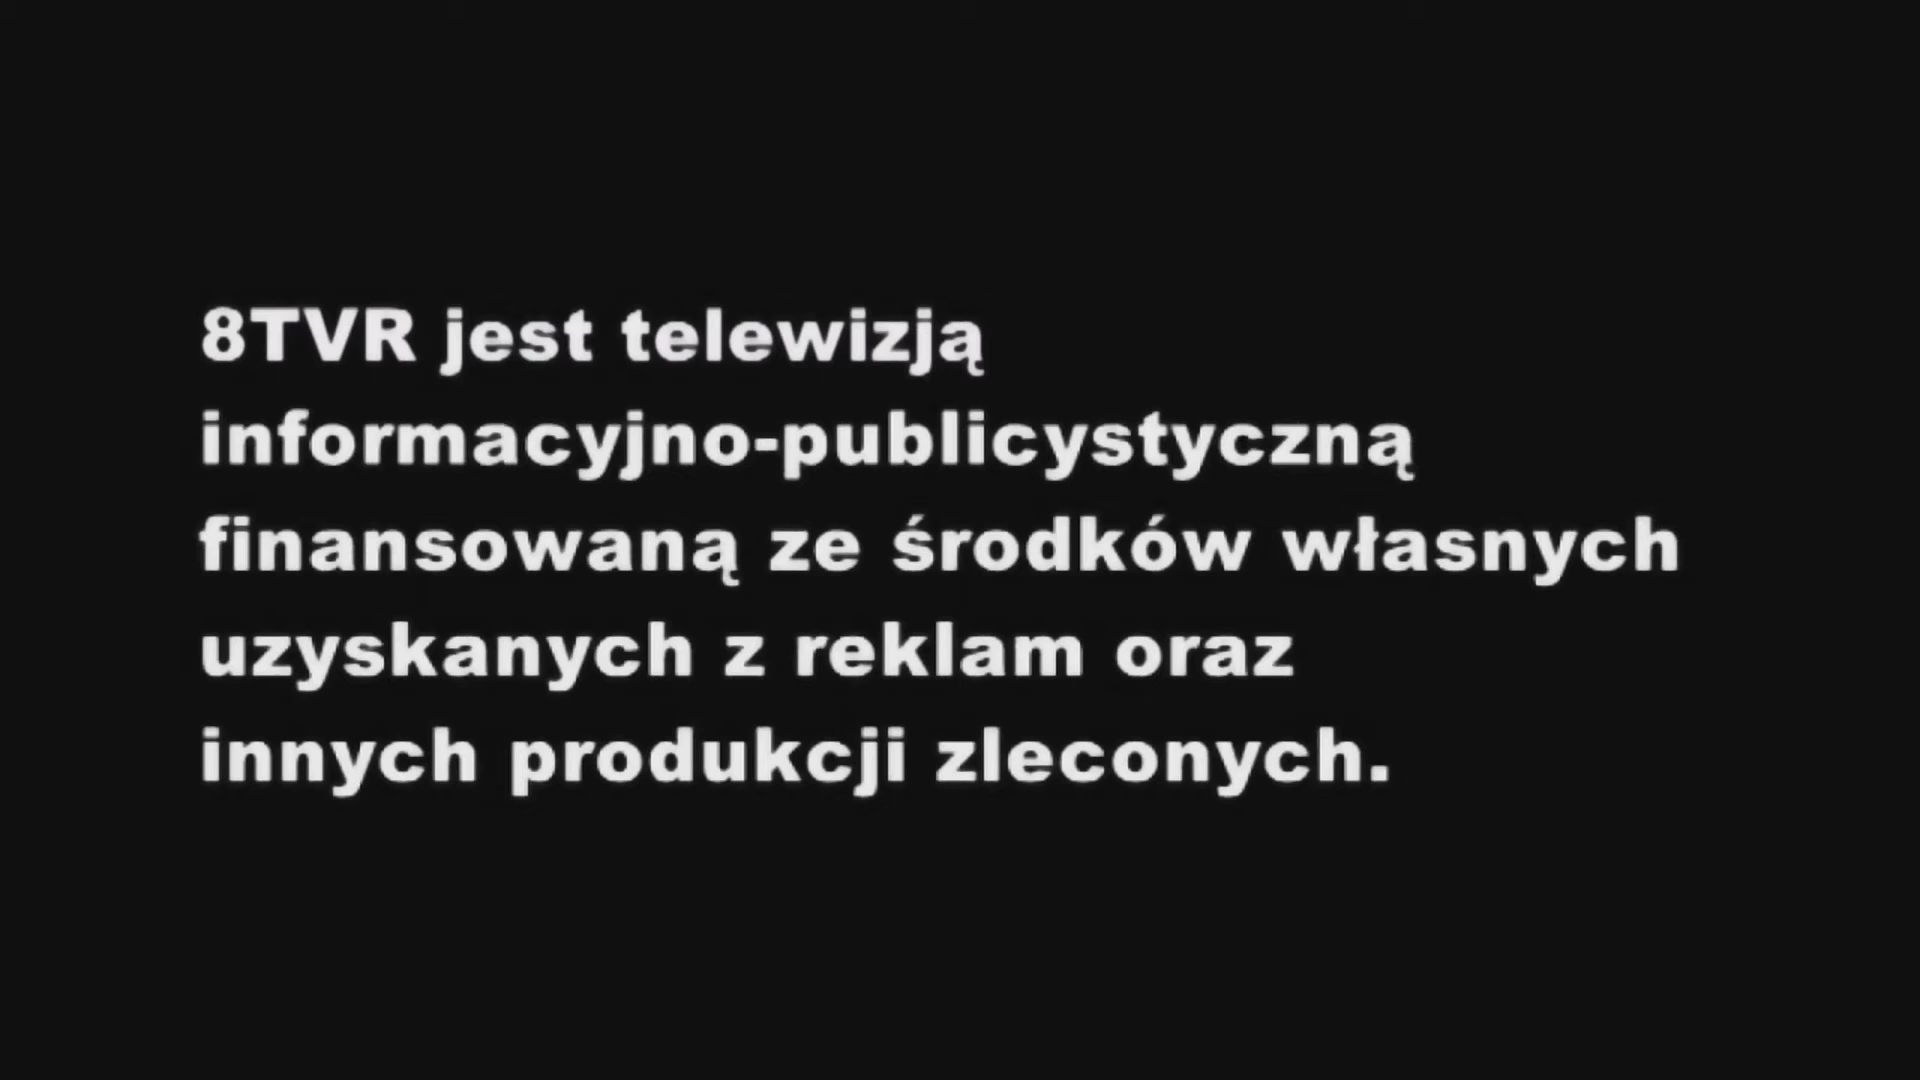 8TVR jest telewizją
informacyjno-publicystyczną
finansowaną ze środków własnych
uzyskanych z reklam oraz
innych produkcji zleconych.